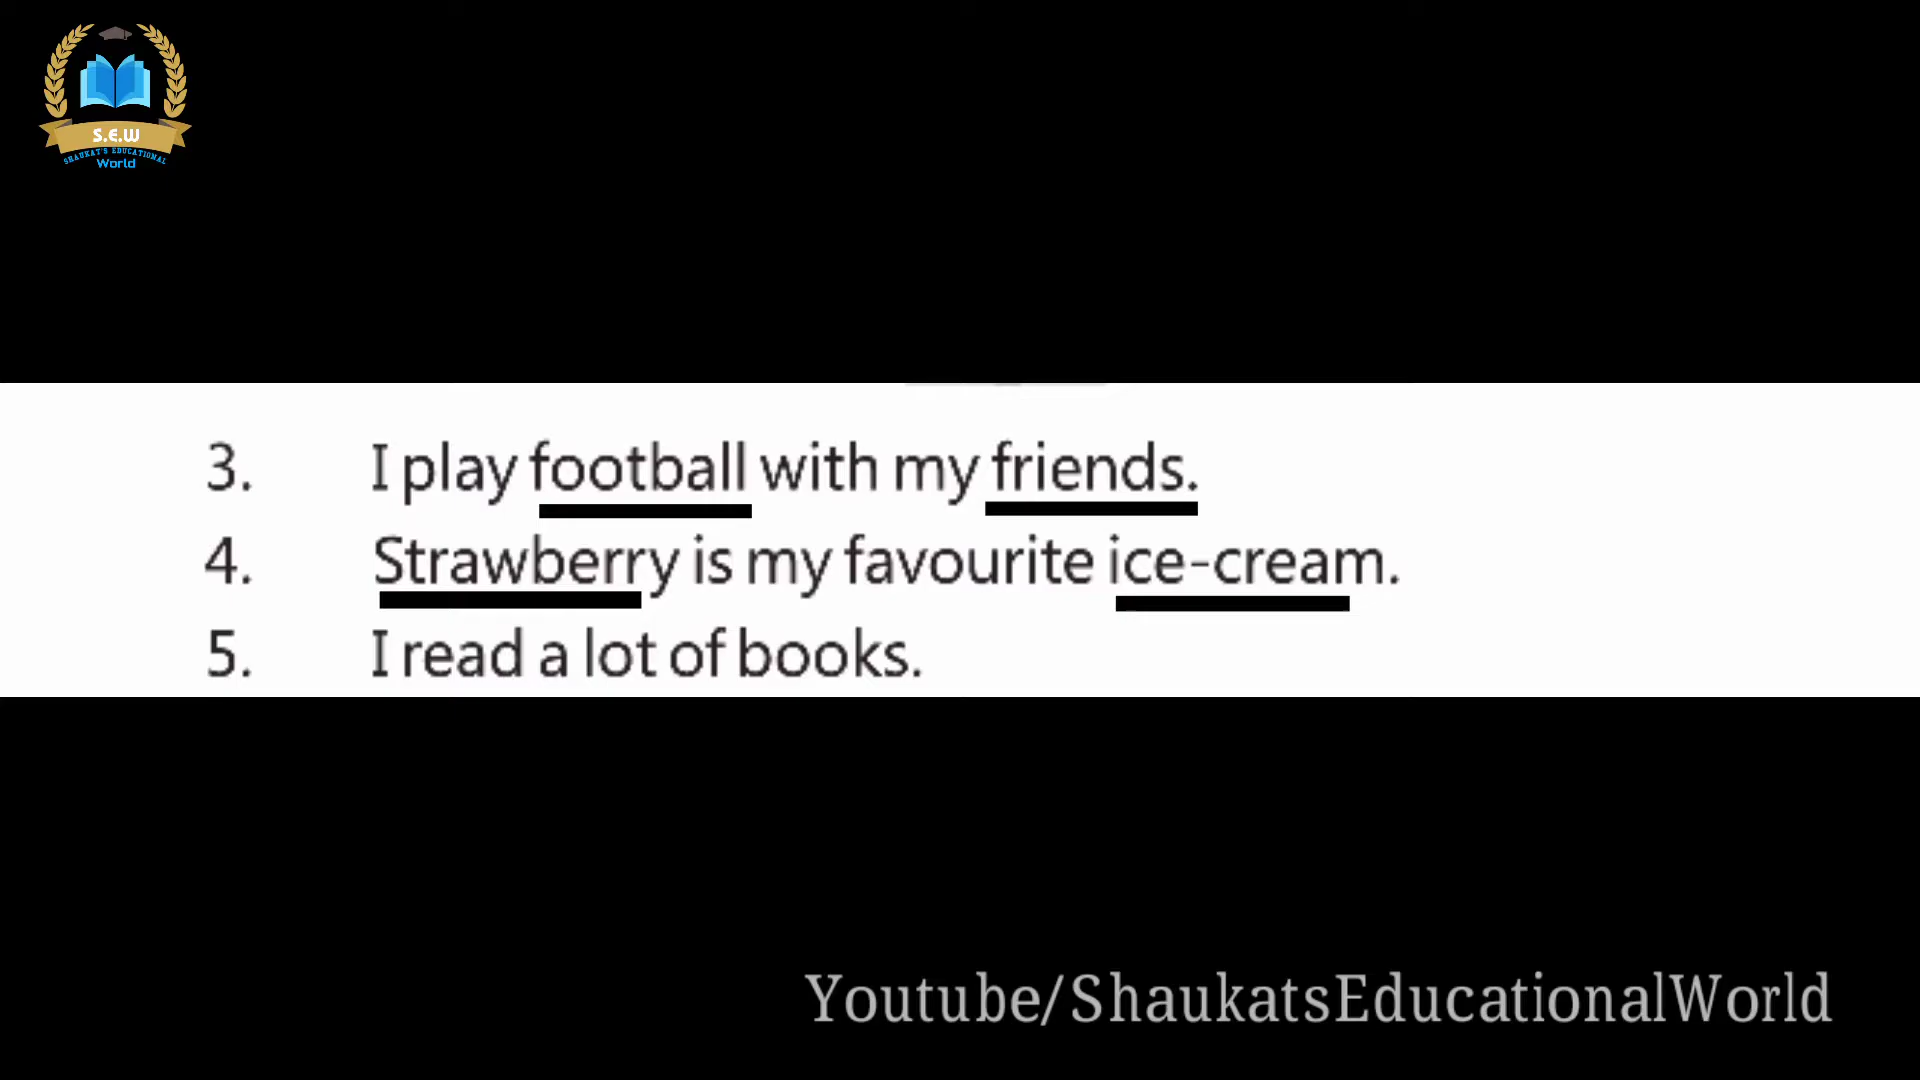 S.E.W
SHAUKAT'S EDUCATIONAL
World
3. I play football with my friends.
4. Strawberry is my favourite ice-cream.
5. I read a lot of books.
Youtube/ShaukatsEducationalWorld